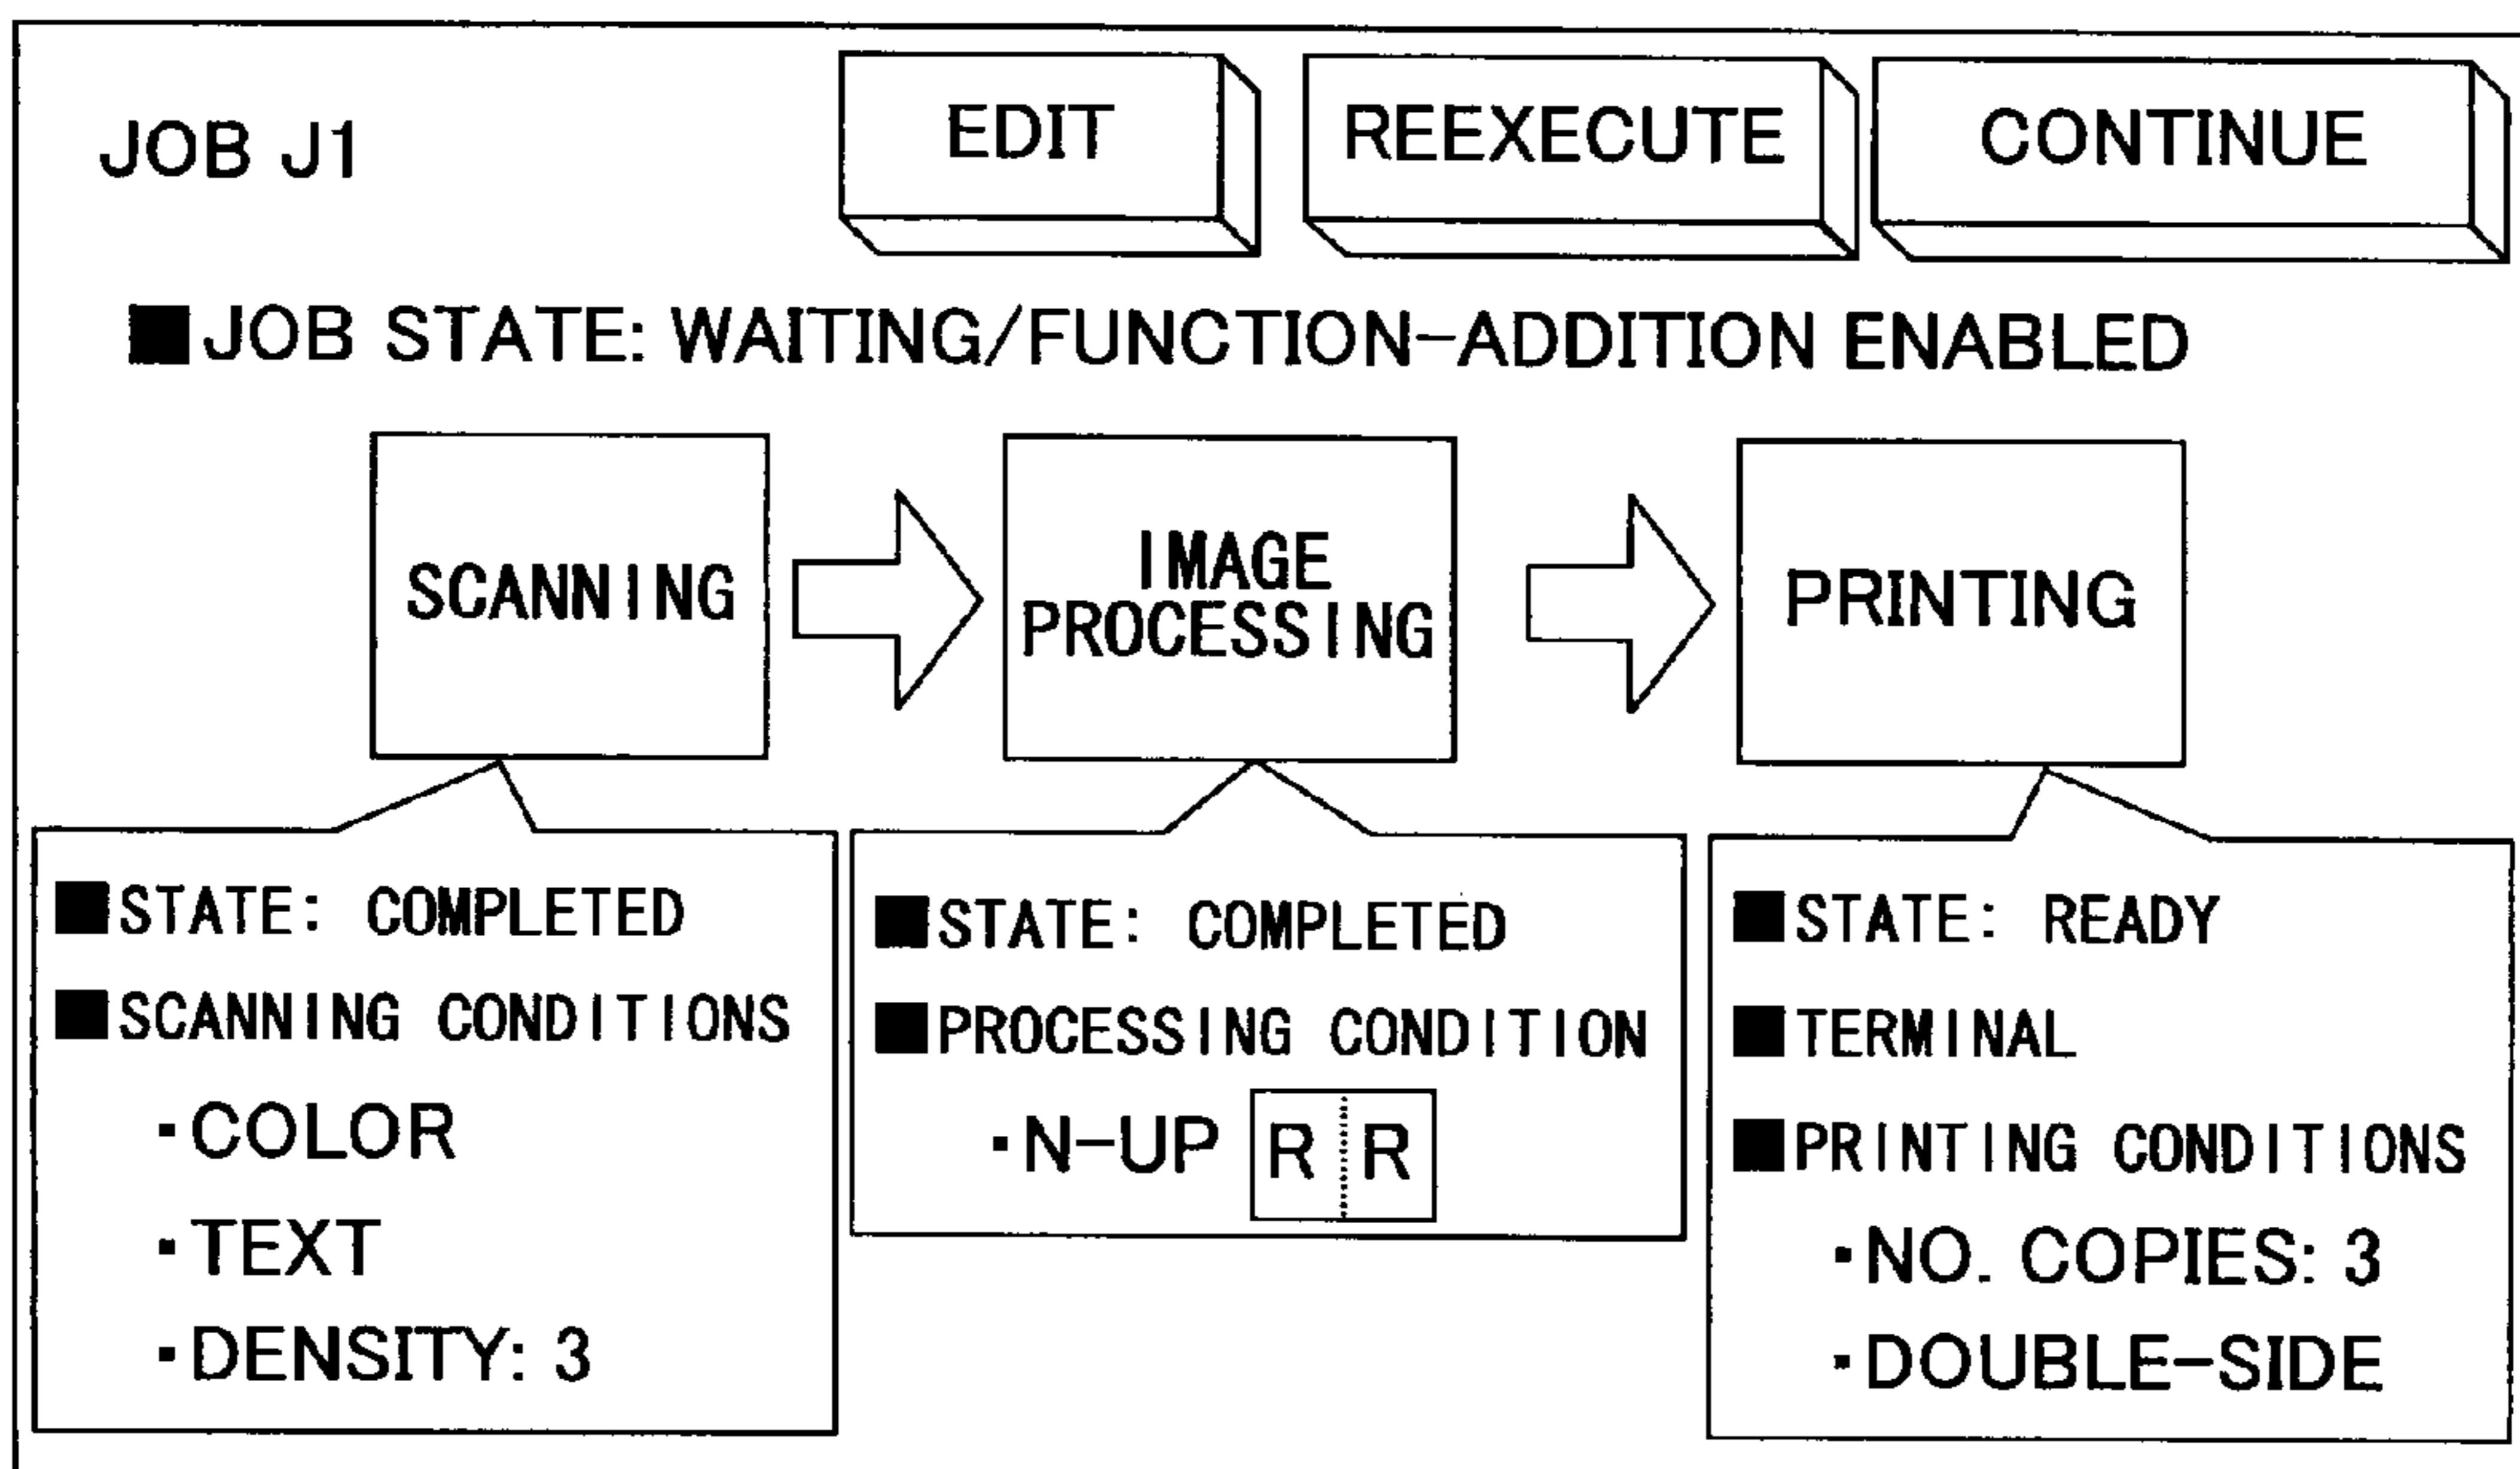 JOB J1
EDIT
REEXECUTE
CONTINUE
■JOB STATE: WAITING/FUNCTION-ADDITION ENABLED
SCANNING
IMAGE
PROCESSING
PRINTING
■STATE: COMPLETED
■SCANNING CONDITIONS
・COLOR
・TEXT
・DENSITY: 3
■STATE: COMPLETED
■PROCESSING CONDITION
・N-UP R R
■STATE: READY
■TERMINAL
■PRINTING CONDITIONS
・NO. COPIES: 3
・DOUBLE-SIDE